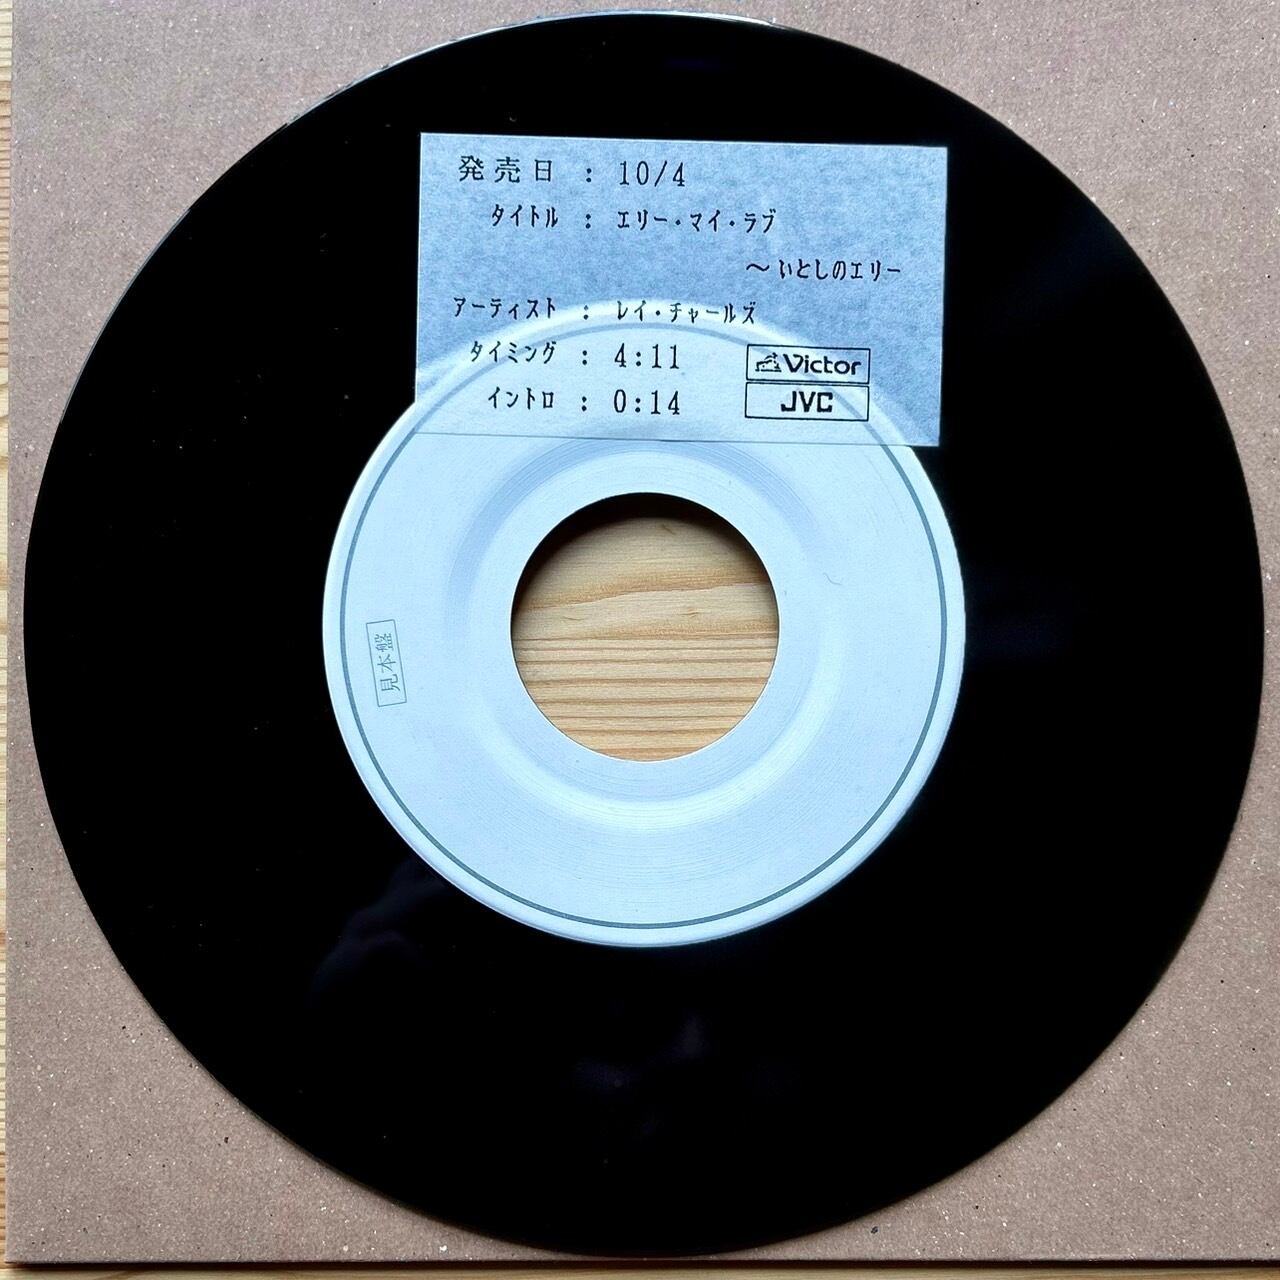 発売日 : 10/4
タイトル : エリー・マイ・ラブ
～いとしのエリー
アーティスト : レイ・チャールズ
タイミング : 4:11
イントロ : 0:14
Victor
JVC
見本盤